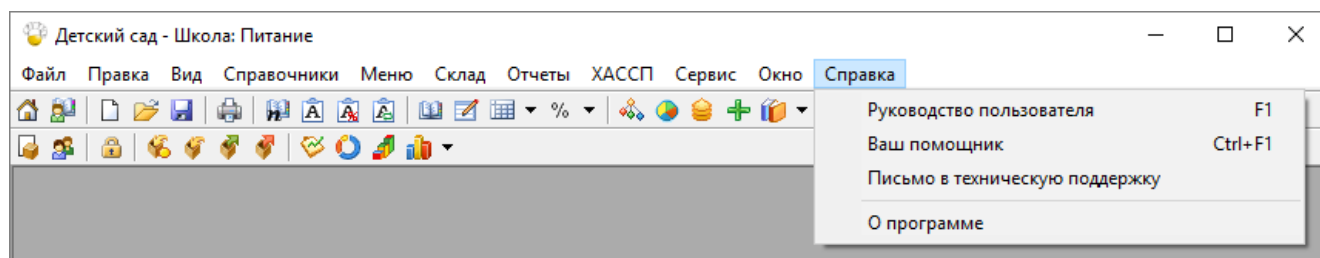 Детский сад - Школа: Питание
Файл Правка Вид Справочники Меню Склад Отчеты ХАССП Сервис Окно Справка
Руководство пользователя F1
Ваш помощник Ctrl+F1
Письмо в техническую поддержку
О программе